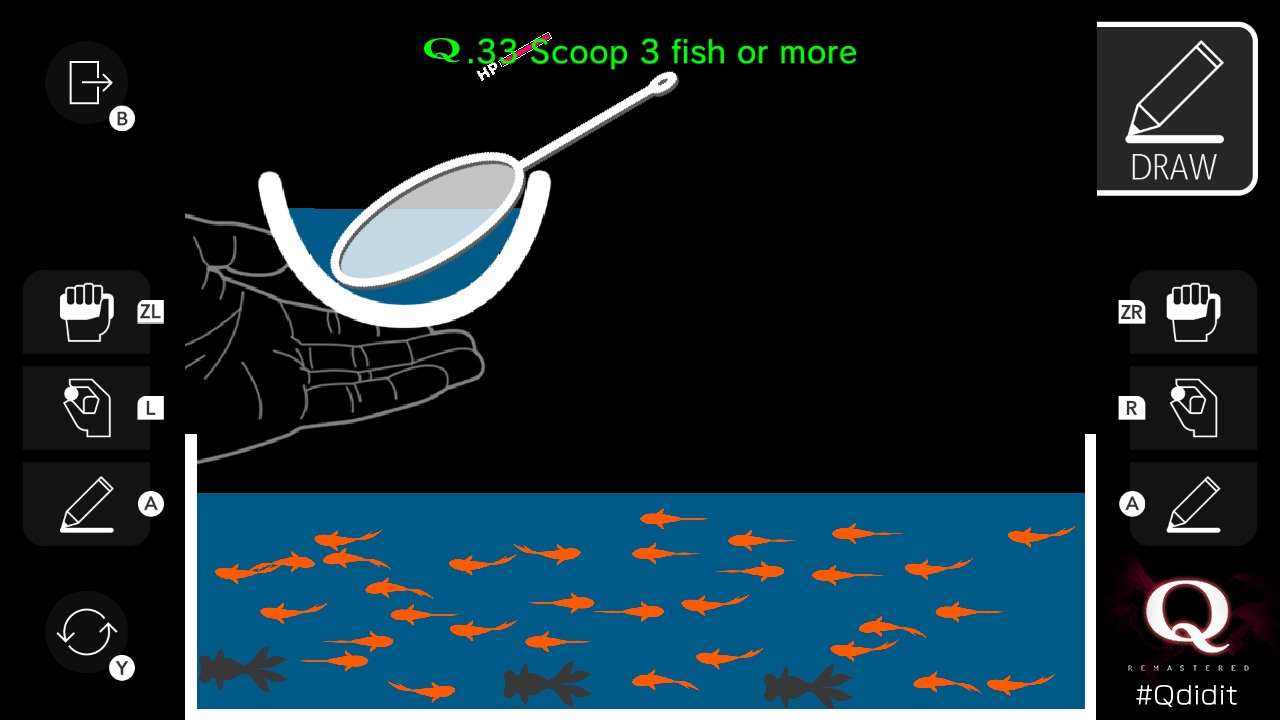 Q.33 Scoop 3 fish or more
HP
B
DRAW
ZL
ZR
L
R
A
A
Y
Q
REMASTERED
#Qdidit